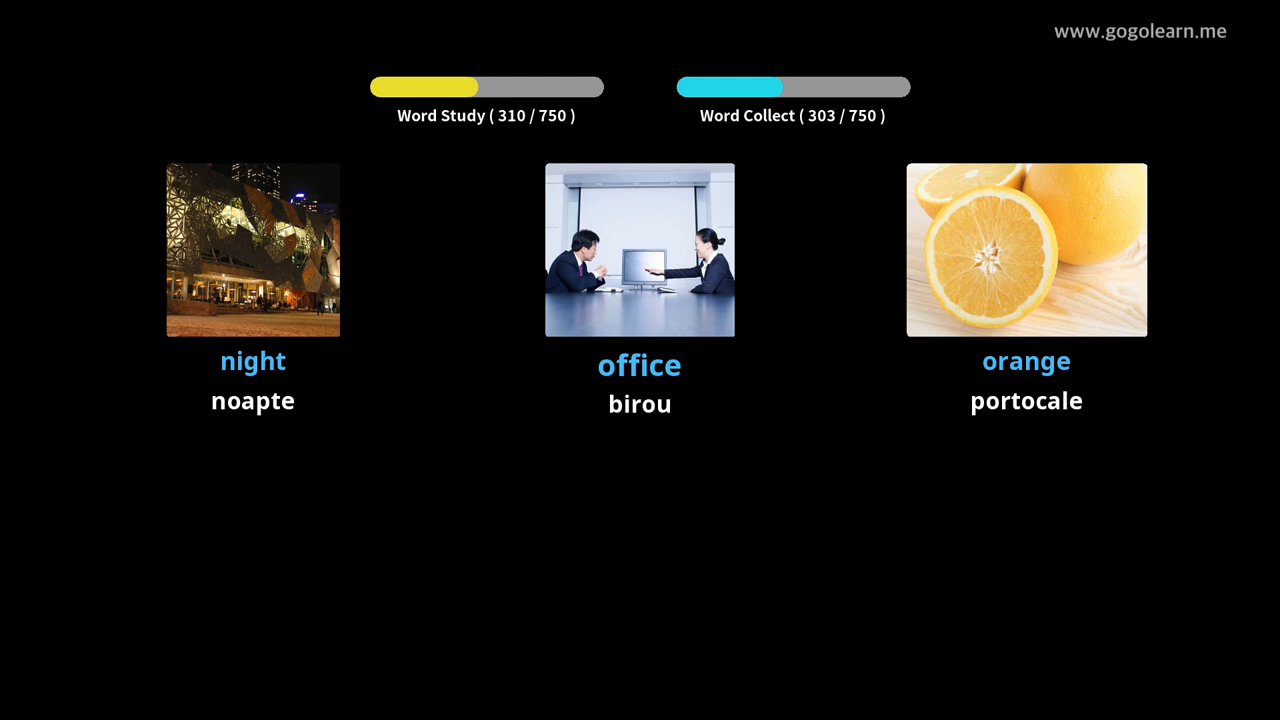 www.gogolearn.me
Word Study ( 310 / 750 )
Word Collect ( 303 / 750 )
night
noapte
office
birou
orange
portocale